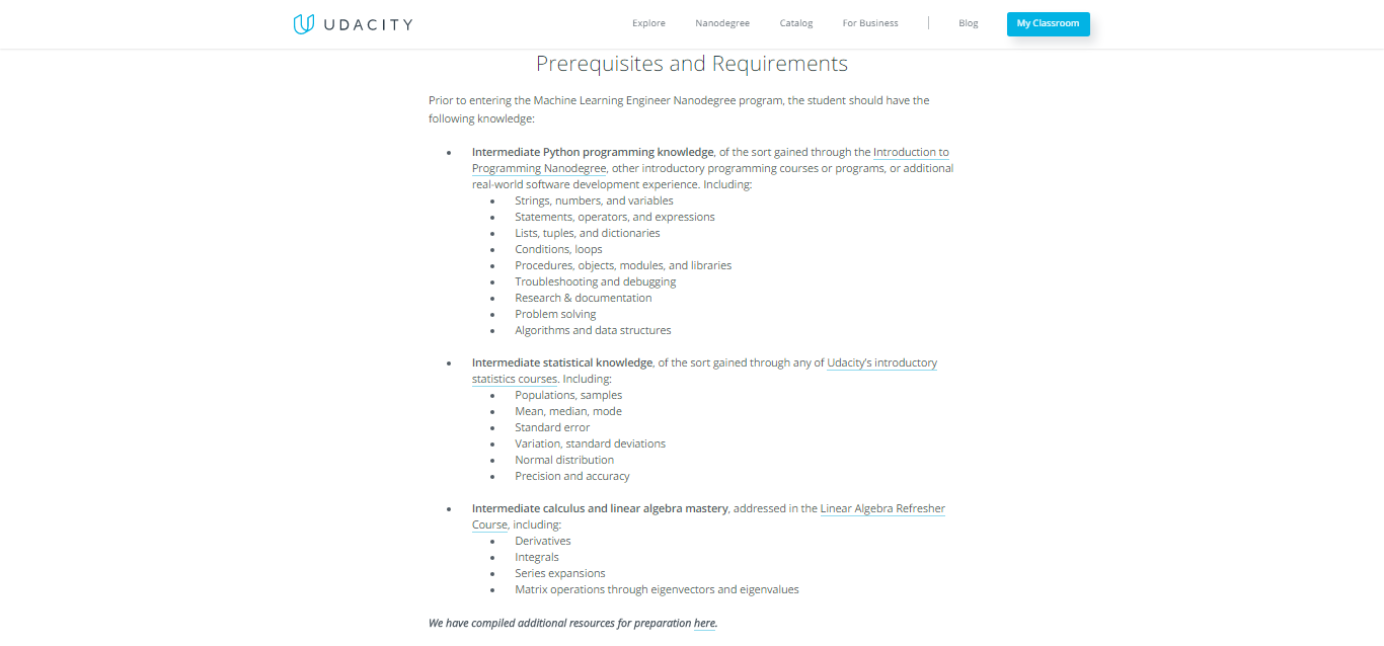 UDACITY
Explore Nanodegree Catalog For Business Blog My Classroom
Prerequisites and Requirements
Prior to entering the Machine Learning Engineer Nanodegree program, the student should have the
following knowledge:
• Intermediate Python programming knowledge, of the sort gained through the Introduction to
Programming Nanodegree, other introductory programming courses or programs, or additional
real-world software development experience. Including:
• Strings, numbers, and variables
• Statements, operators, and expressions
• Lists, tuples, and dictionaries
• Conditions, loops
• Procedures, objects, modules, and libraries
• Troubleshooting and debugging
• Research & documentation
• Problem solving
• Algorithms and data structures
• Intermediate statistical knowledge, of the sort gained through any of Udacity's introductory
statistics courses. Including:
• Populations, samples
• Mean, median, mode
• Standard error
• Variation, standard deviations
• Normal distribution
• Precision and accuracy
• Intermediate calculus and linear algebra mastery, addressed in the Linear Algebra Refresher
Course, including:
• Derivatives
• Integrals
• Series expansions
• Matrix operations through eigenvectors and eigenvalues
We have compiled additional resources for preparation here.